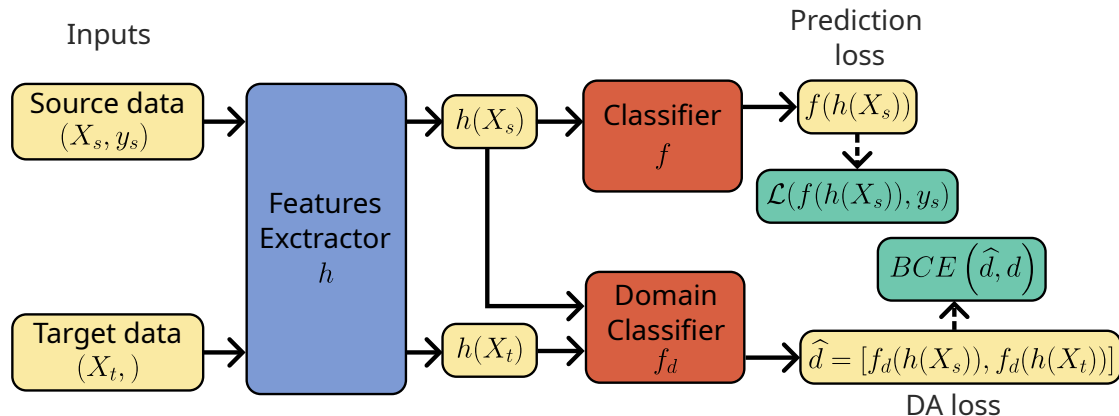 Inputs
Prediction
loss
Source data
(X_s, y_s)
Features
Exctractor
h
h(X_s)
Classifier
f
f(h(X_s))
ℒ(f(h(X_s)), y_s)
BCE (d̂, d)
Target data
(X_t, )
h(X_t)
Domain
Classifier
f_d
d̂ = [f_d(h(X_s)), f_d(h(X_t))]
DA loss